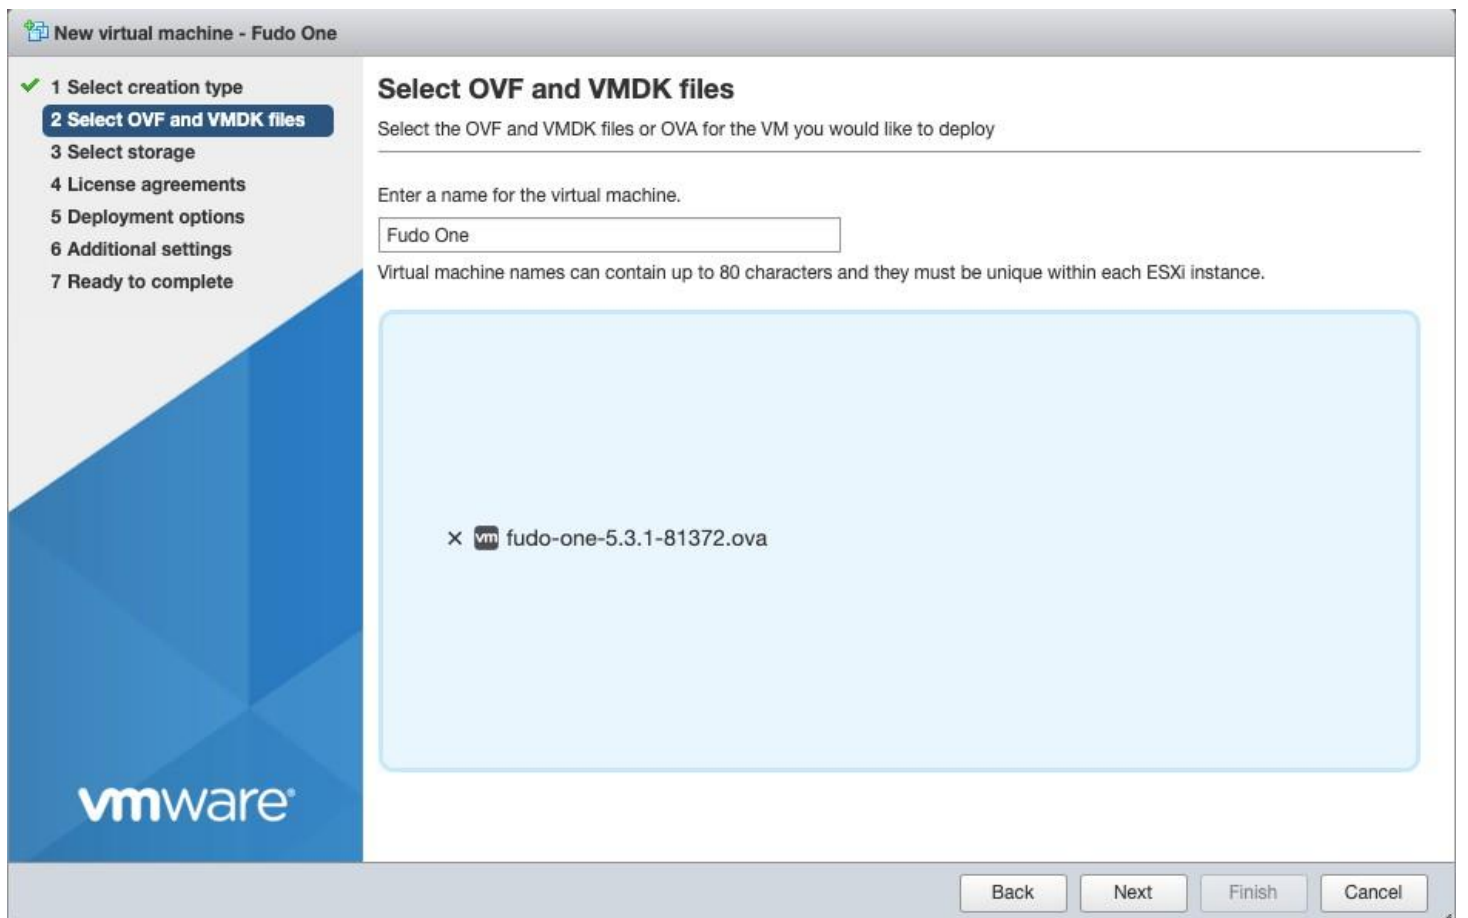 New virtual machine - Fudo One
1 Select creation type
2 Select OVF and VMDK files
3 Select storage
4 License agreements
5 Deployment options
6 Additional settings
7 Ready to complete
vmware®
Select OVF and VMDK files
Select the OVF and VMDK files or OVA for the VM you would like to deploy
Enter a name for the virtual machine.
Fudo One
Virtual machine names can contain up to 80 characters and they must be unique within each ESXi instance.
× vm fudo-one-5.3.1-81372.ova
Back Next Finish Cancel